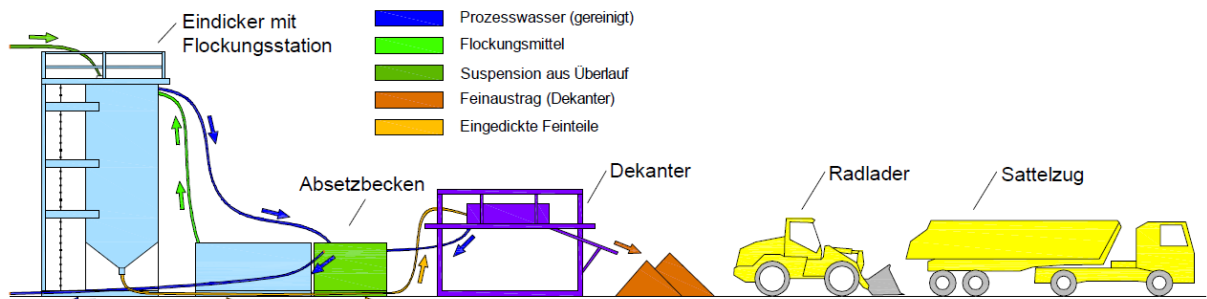 Eindicker mit
Flockungsstation
Prozesswasser (gereinigt)
Flockungsmittel
Suspension aus Überlauf
Feinaustrag (Dekanter)
Eingedickte Feinteile
Absetzbecken
Dekanter
Radlader
Sattelzug